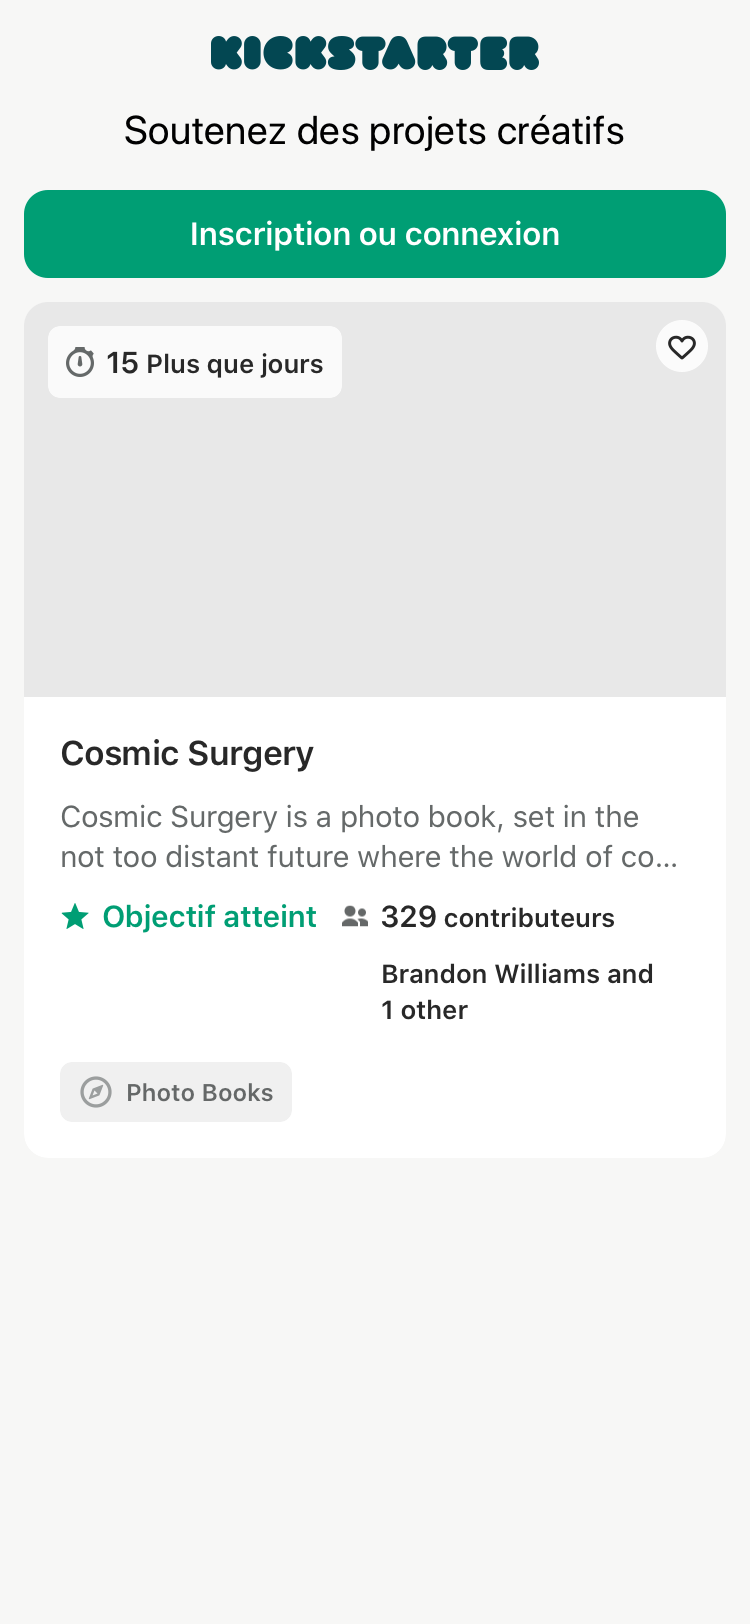 KICKSTARTER
Soutenez des projets créatifs
Inscription ou connexion
15 Plus que jours
Cosmic Surgery
Cosmic Surgery is a photo book, set in the
not too distant future where the world of co...
Objectif atteint
329 contributeurs
Brandon Williams and
1 other
Photo Books